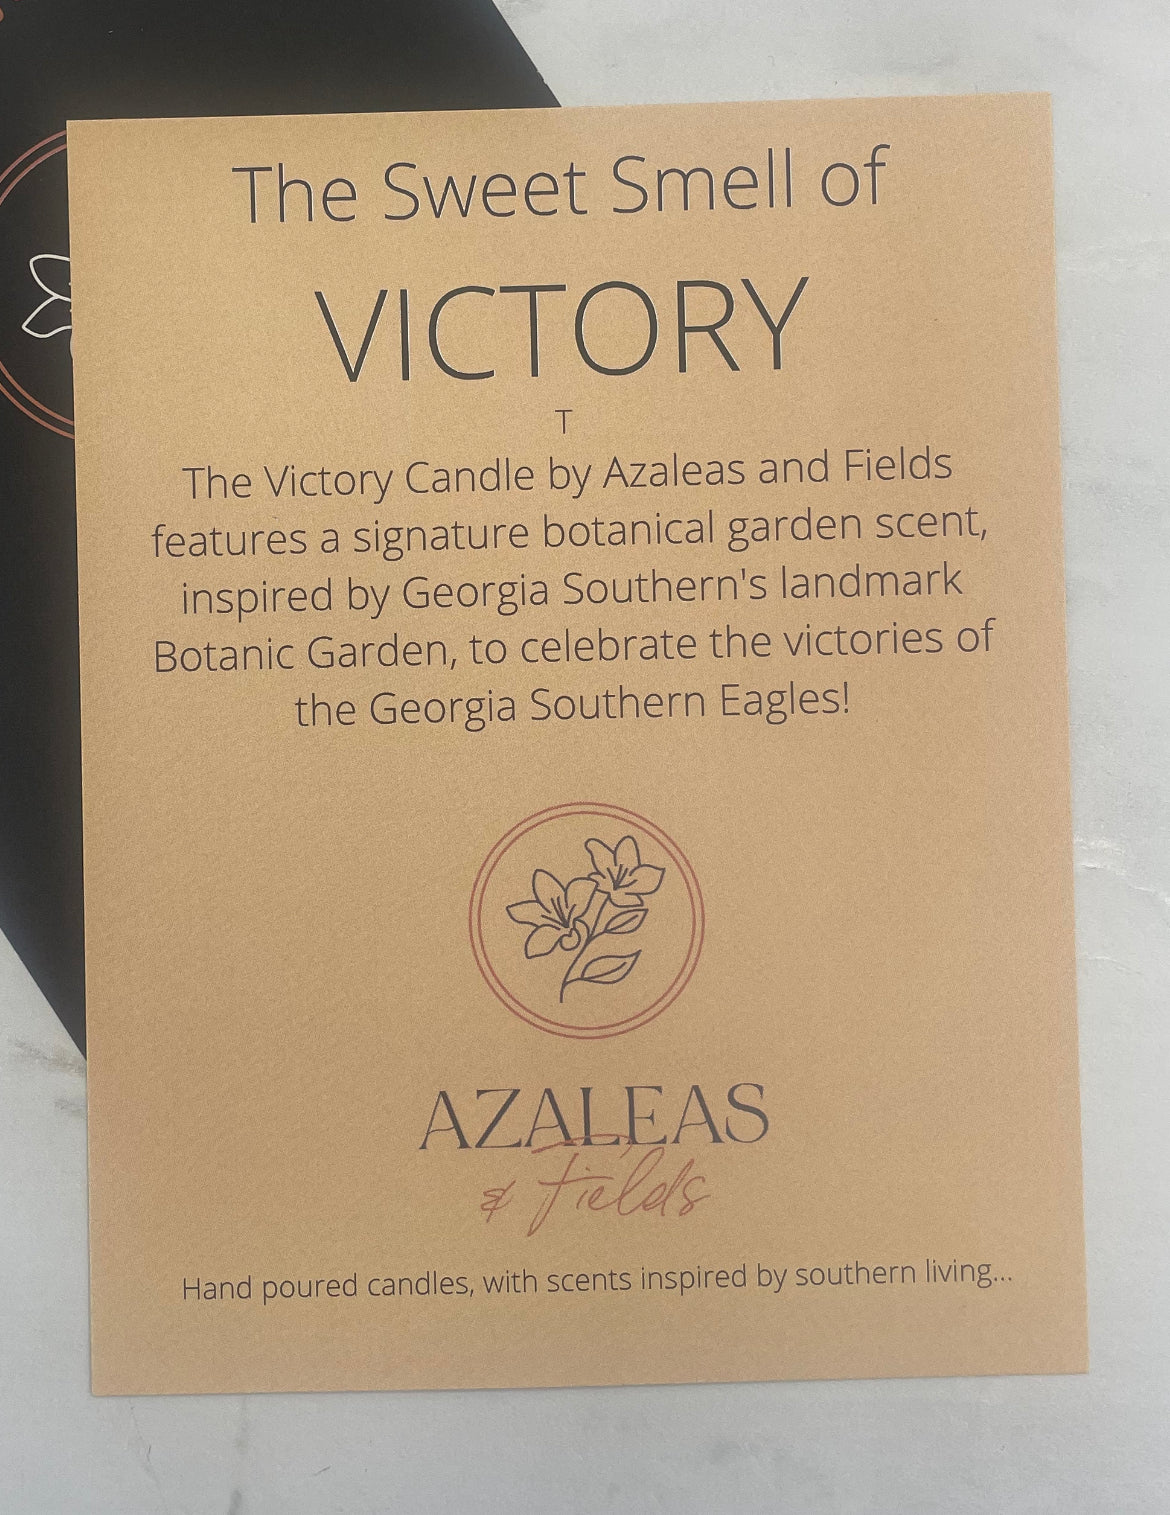 The Sweet Smell of
VICTORY
T
The Victory Candle by Azaleas and Fields
features a signature botanical garden scent,
inspired by Georgia Southern's landmark
Botanic Garden, to celebrate the victories of
the Georgia Southern Eagles!
AZALEAS
& fields
Hand poured candles, with scents inspired by southern living...